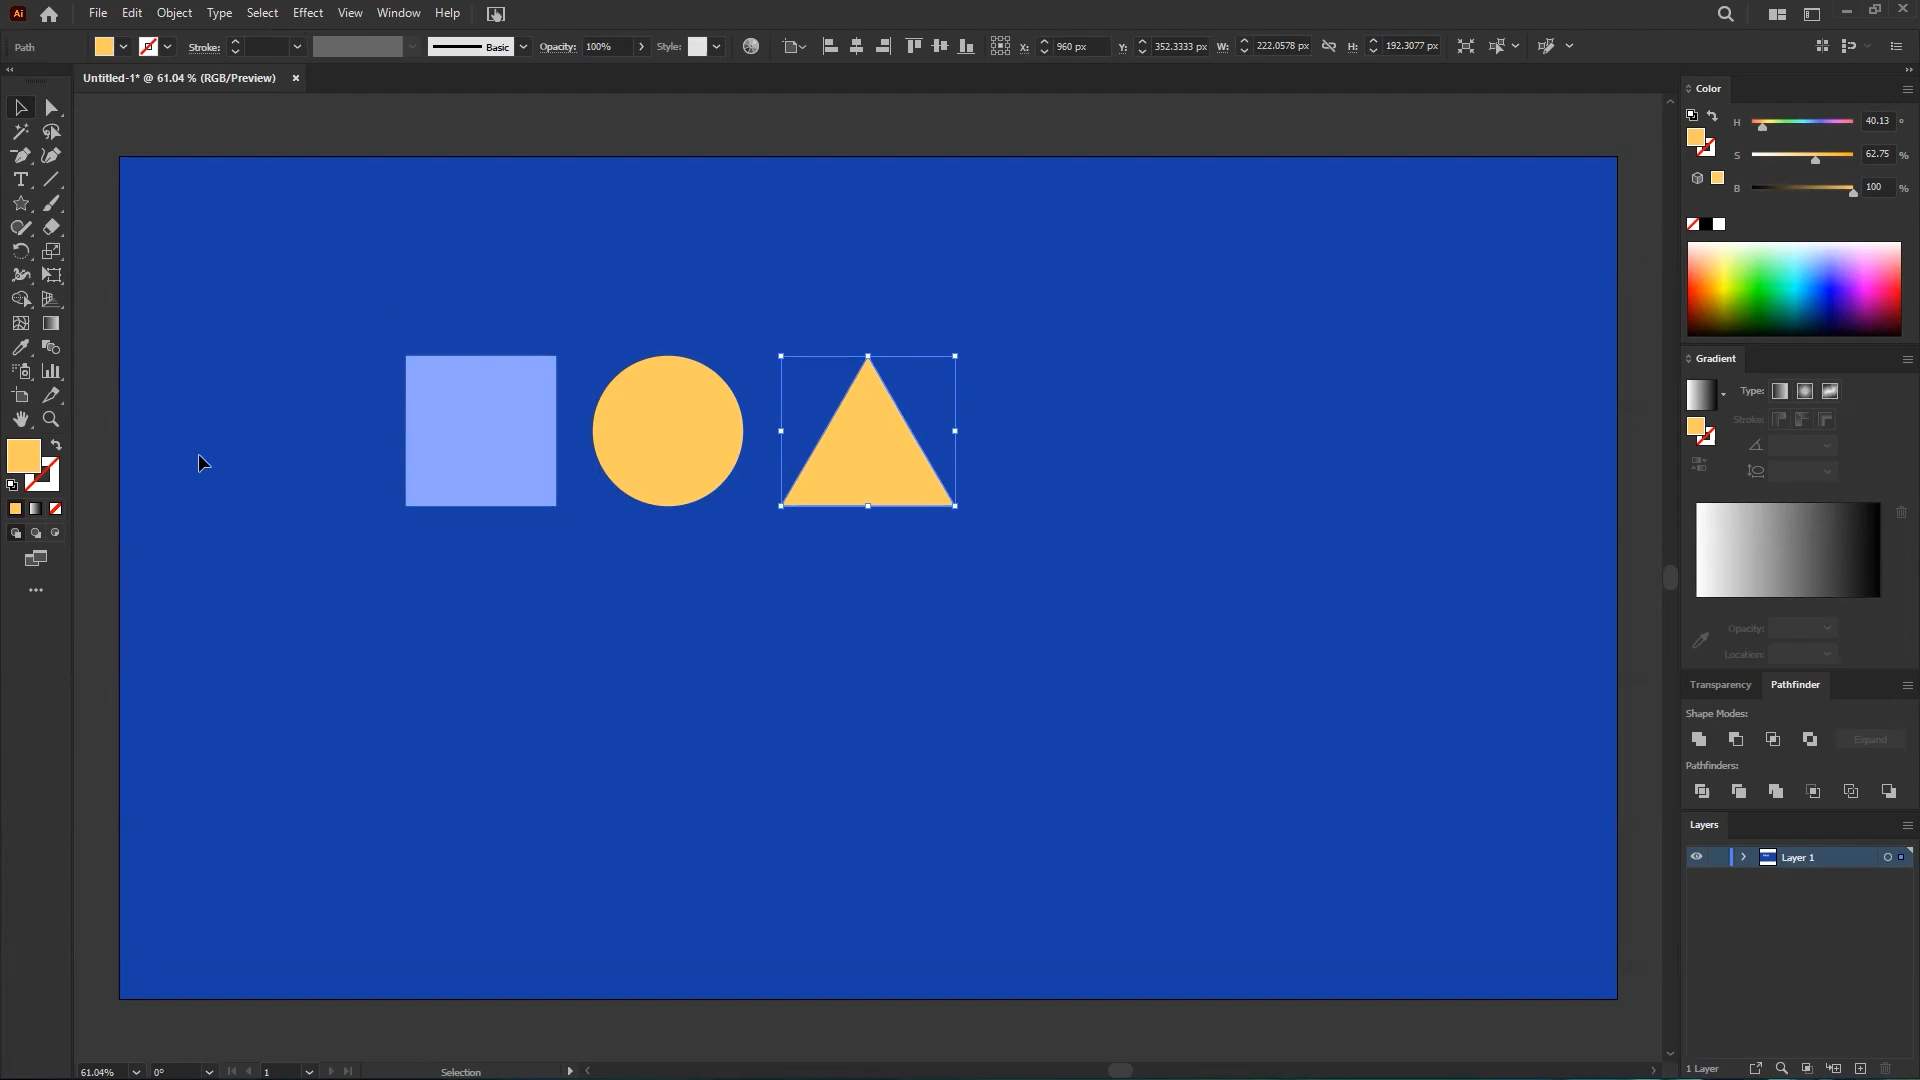 Ai File Edit Object Type Select Effect View Window Help
Path Stroke: Basic Opacity: 100% Style: X: 960 px Y: 352.3333 px W: 222.0578 px H: 192.3077 px
Untitled-1* @ 61.04 % (RGB/Preview) ×
Color
H 40.13 °
S 62.75 %
B 100 %
Gradient
Type:
Stroke:
Opacity:
Location:
Transparency Pathfinder
Shape Modes:
Expand
Pathfinders:
Layers
Layer 1
61.04% 0° 1 Selection 1 Layer